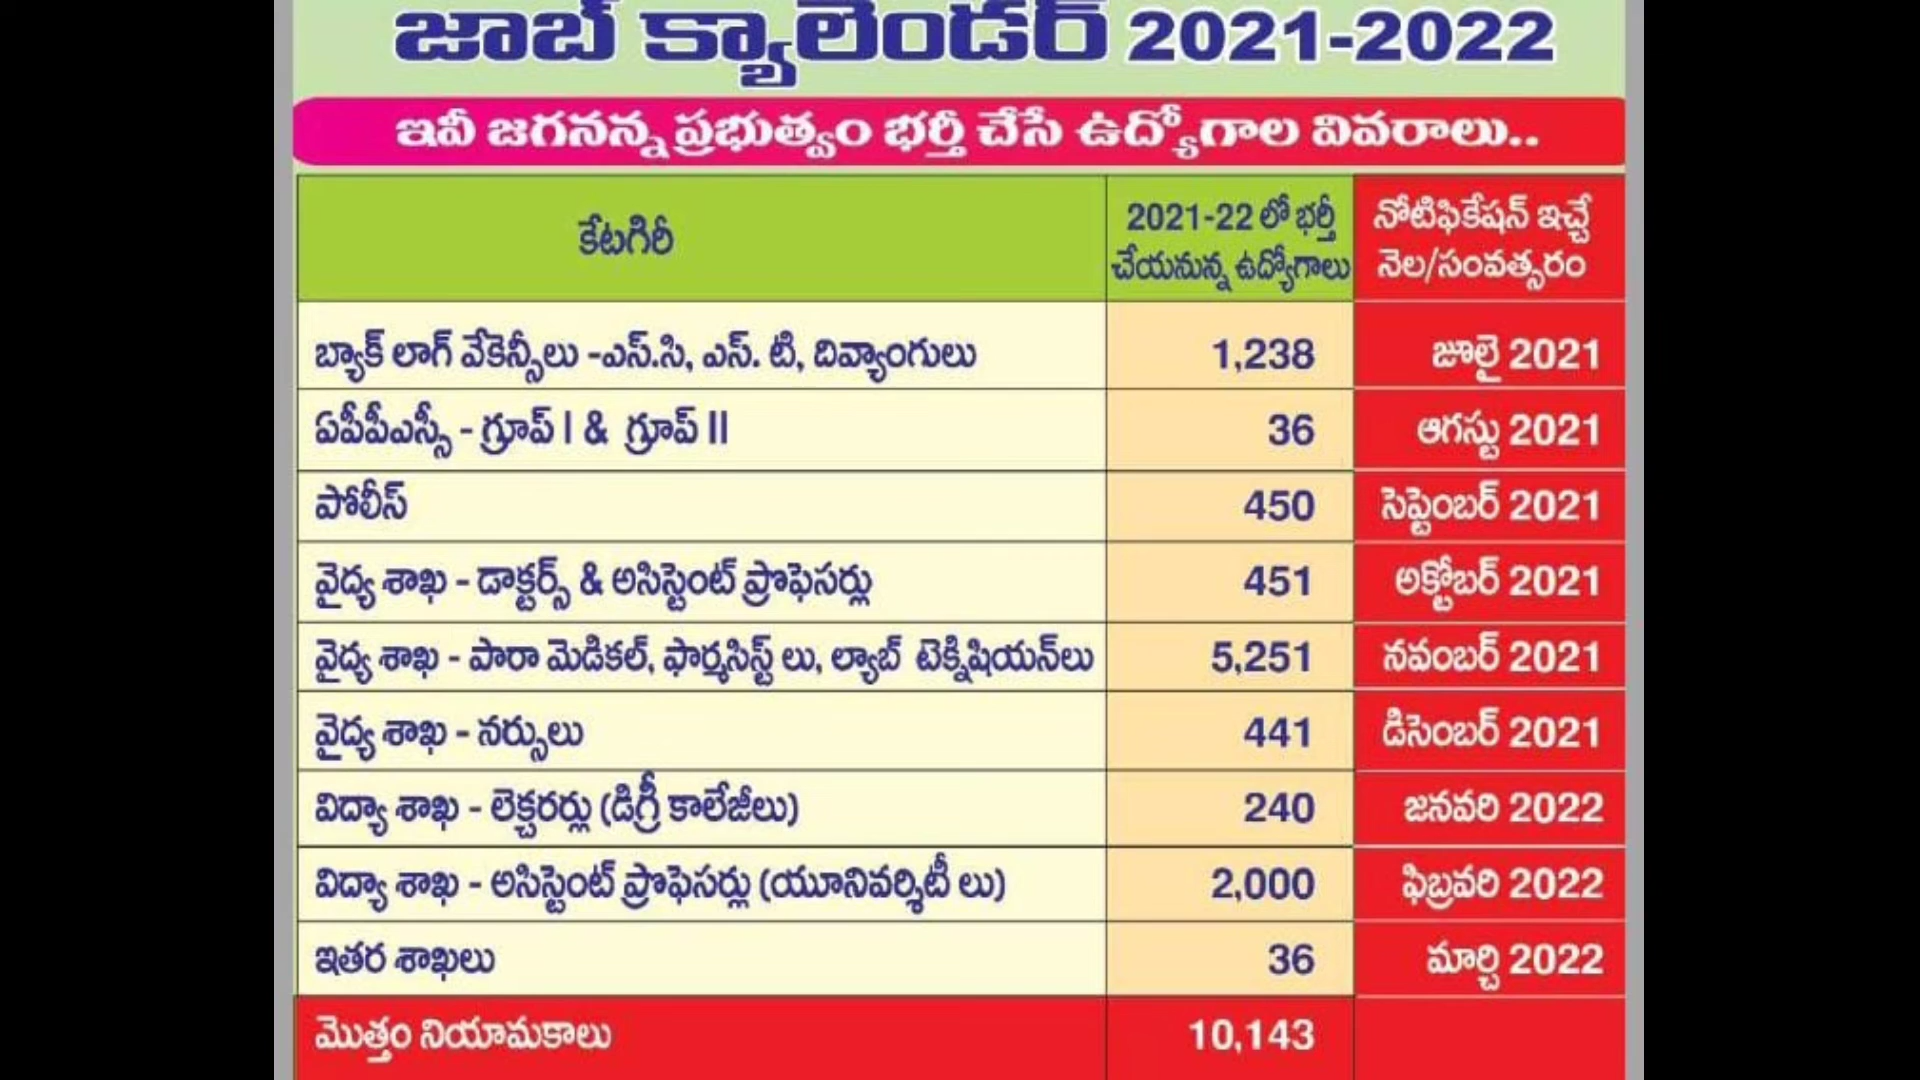 జాబ్ క్యాలెండర్ 2021-2022
ఇవీ జగనన్న ప్రభుత్వం భర్తీ చేసే ఉద్యోగాల వివరాలు..
కేటగిరీ
2021-22 లో భర్తీ
చేయనున్న ఉద్యోగాలు
నోటిఫికేషన్ ఇచ్చే
నెల/సంవత్సరం
బ్యాక్ లాగ్ వేకెన్సీలు -ఎస్.సి, ఎస్. టి, దివ్యాంగులు 1,238 జూలై 2021
ఏపీపీఎస్సీ - గ్రూప్ I & గ్రూప్ II 36 ఆగస్టు 2021
పోలీస్ 450 సెప్టెంబర్ 2021
వైద్య శాఖ - డాక్టర్స్ & అసిస్టెంట్ ప్రొఫెసర్లు 451 అక్టోబర్ 2021
వైద్య శాఖ - పారా మెడికల్, ఫార్మసిస్ట్ లు, ల్యాబ్ టెక్నిషియన్‌లు 5,251 నవంబర్ 2021
వైద్య శాఖ - నర్సులు 441 డిసెంబర్ 2021
విద్యా శాఖ - లెక్చరర్లు (డిగ్రీ కాలేజీలు) 240 జనవరి 2022
విద్యా శాఖ - అసిస్టెంట్ ప్రొఫెసర్లు (యూనివర్శిటీ లు) 2,000 ఫిబ్రవరి 2022
ఇతర శాఖలు 36 మార్చి 2022
మొత్తం నియామకాలు 10,143